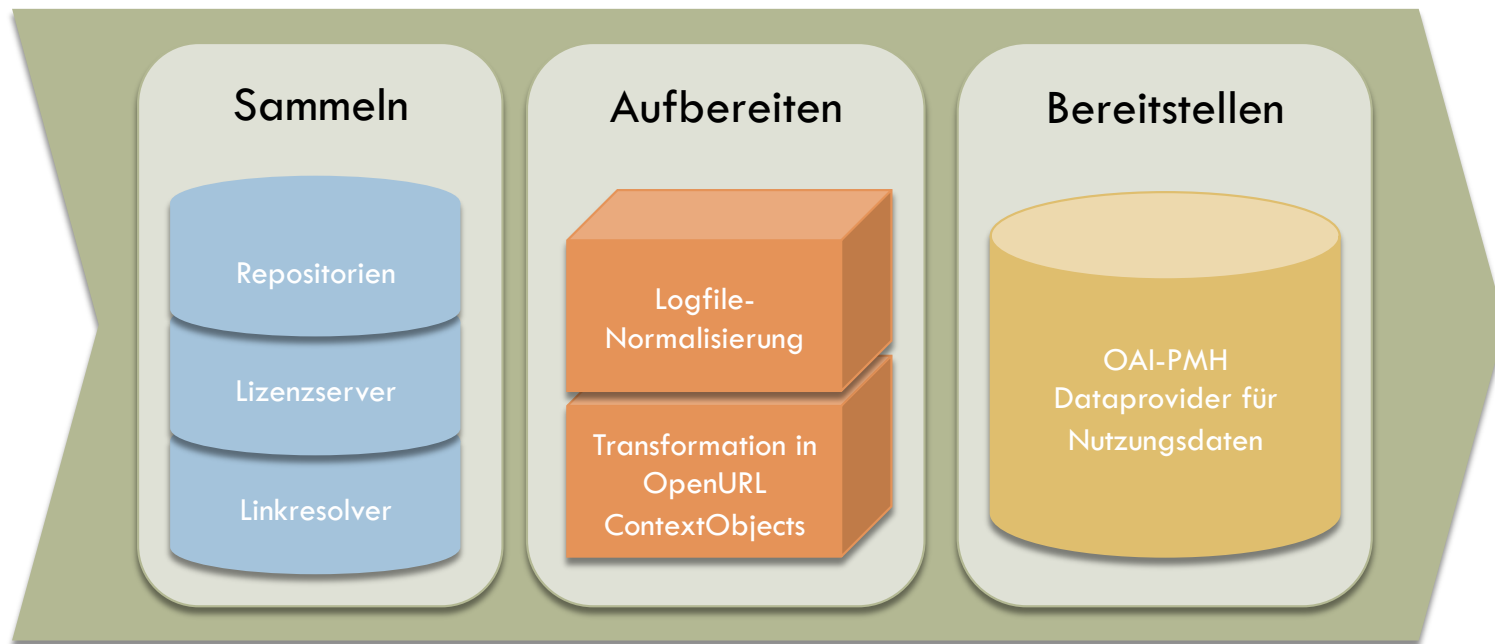 Sammeln
Repositorien
Lizenzserver
Linkresolver
Aufbereiten
Logfile-
Normalisierung
Transformation in
OpenURL
ContextObjects
Bereitstellen
OAI-PMH
Dataprovider für
Nutzungsdaten